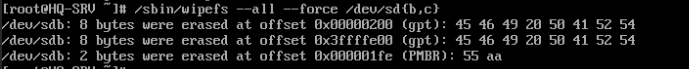 [root@HQ-SRV ~]# /sbin/wipefs --all --force /dev/sd{b,c}
/dev/sdb: 8 bytes were erased at offset 0x00000200 (gpt): 45 46 49 20 50 41 52 54
/dev/sdb: 8 bytes were erased at offset 0x3ffffe00 (gpt): 45 46 49 20 50 41 52 54
/dev/sdb: 2 bytes were erased at offset 0x000001fe (PMBR): 55 aa
[root@HQ-SRV ~]#